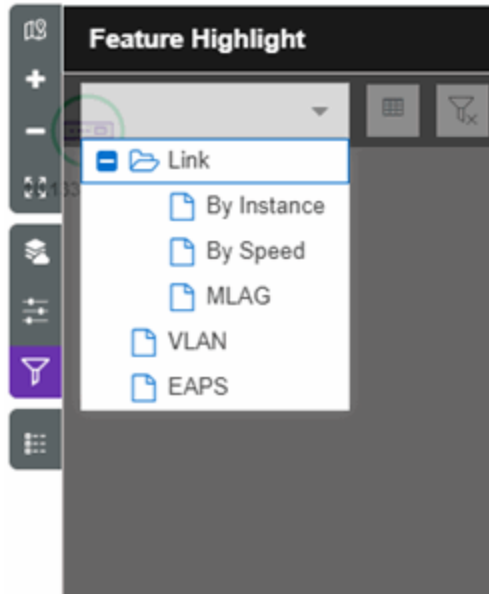 Feature Highlight
Link
By Instance
By Speed
MLAG
VLAN
EAPS